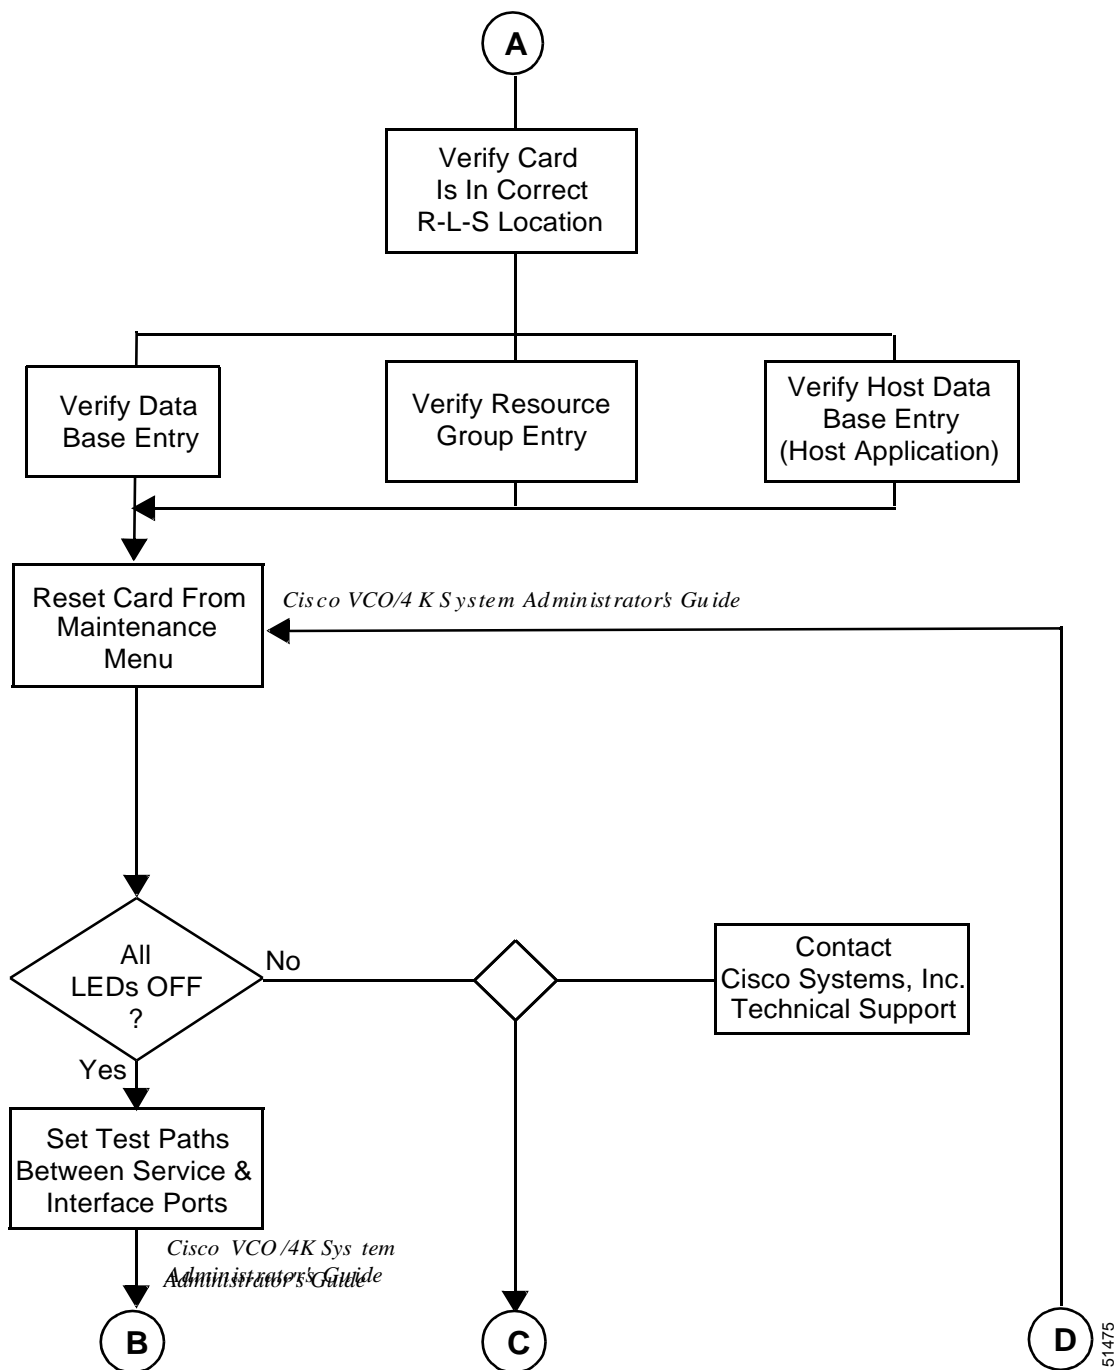 A
Verify Card
Is In Correct
R-L-S Location
Verify Data
Base Entry
Verify Resource
Group Entry
Verify Host Data
Base Entry
(Host Application)
Reset Card From
Maintenance
Menu
Cisco VCO/4K System Administrator's Guide
All
LEDs OFF
?
No
Yes
Contact
Cisco Systems, Inc.
Technical Support
Set Test Paths
Between Service &
Interface Ports
Cisco VCO/4K System
Administrator's Guide
B
C
D
51475